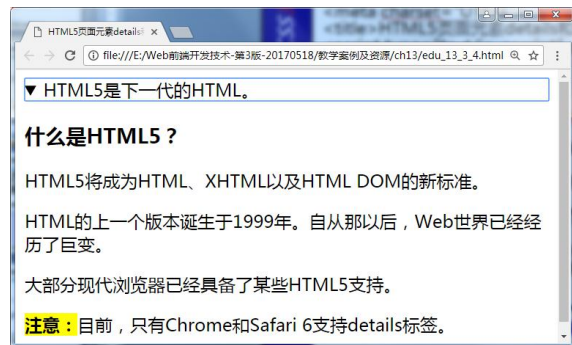 HTML5页面元素details
file:///E:/Web前端开发技术-第3版-20170518/教学案例及资源/ch13/edu_13_3_4.html
▼ HTML5是下一代的HTML。
什么是HTML5？
HTML5将成为HTML、XHTML以及HTML DOM的新标准。
HTML的上一个版本诞生于1999年。自从那以后，Web世界已经经
历了巨变。
大部分现代浏览器已经具备了某些HTML5支持。
注意：目前，只有Chrome和Safari 6支持details标签。